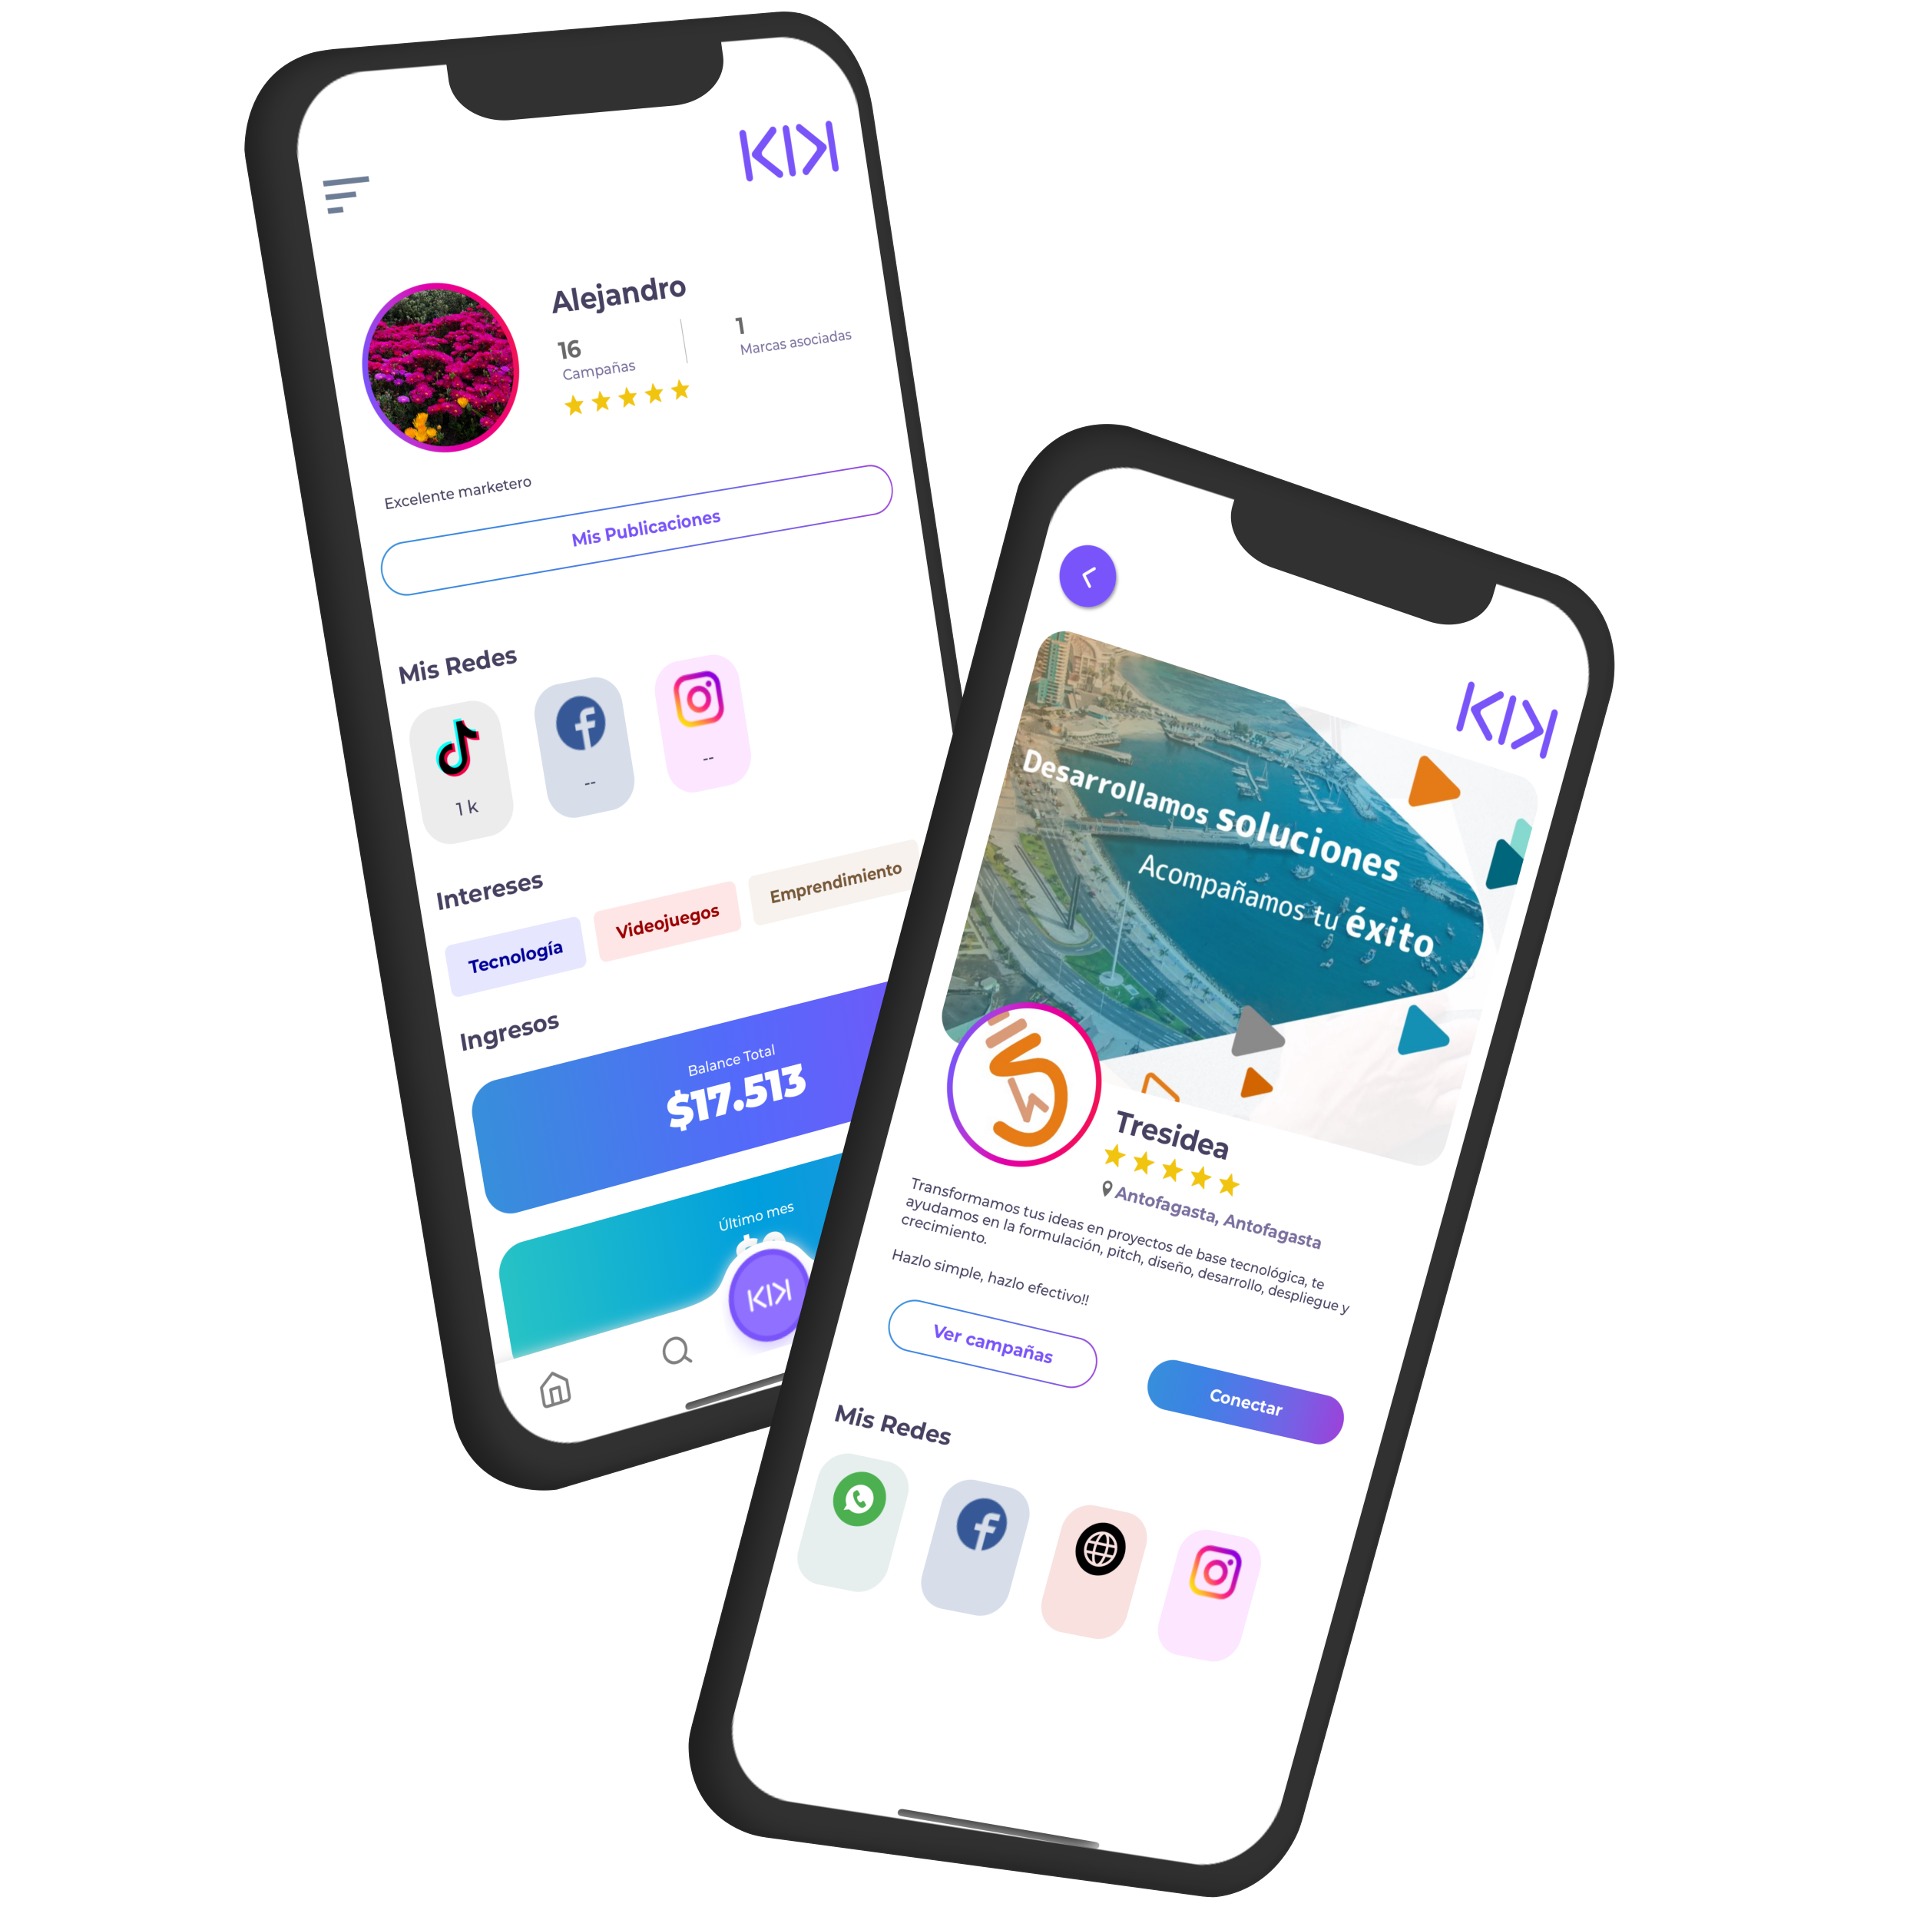 KIK
Alejandro
16
Campañas
1
Marcas asociadas
Excelente marketero
Mis Publicaciones
Mis Redes
1 k
--
--
Intereses
Tecnología
Videojuegos
Emprendimiento
Ingresos
Balance Total
$17.513
Último mes
KIK
KIK
Desarrollamos soluciones
Acompañamos tu éxito
Tresidea
Antofagasta, Antofagasta
Transformamos tus ideas en proyectos de base tecnológica, te
ayudamos en la formulación, pitch, diseño, desarrollo, despliegue y
crecimiento.
Hazlo simple, hazlo efectivo!!
Ver campañas
Conectar
Mis Redes